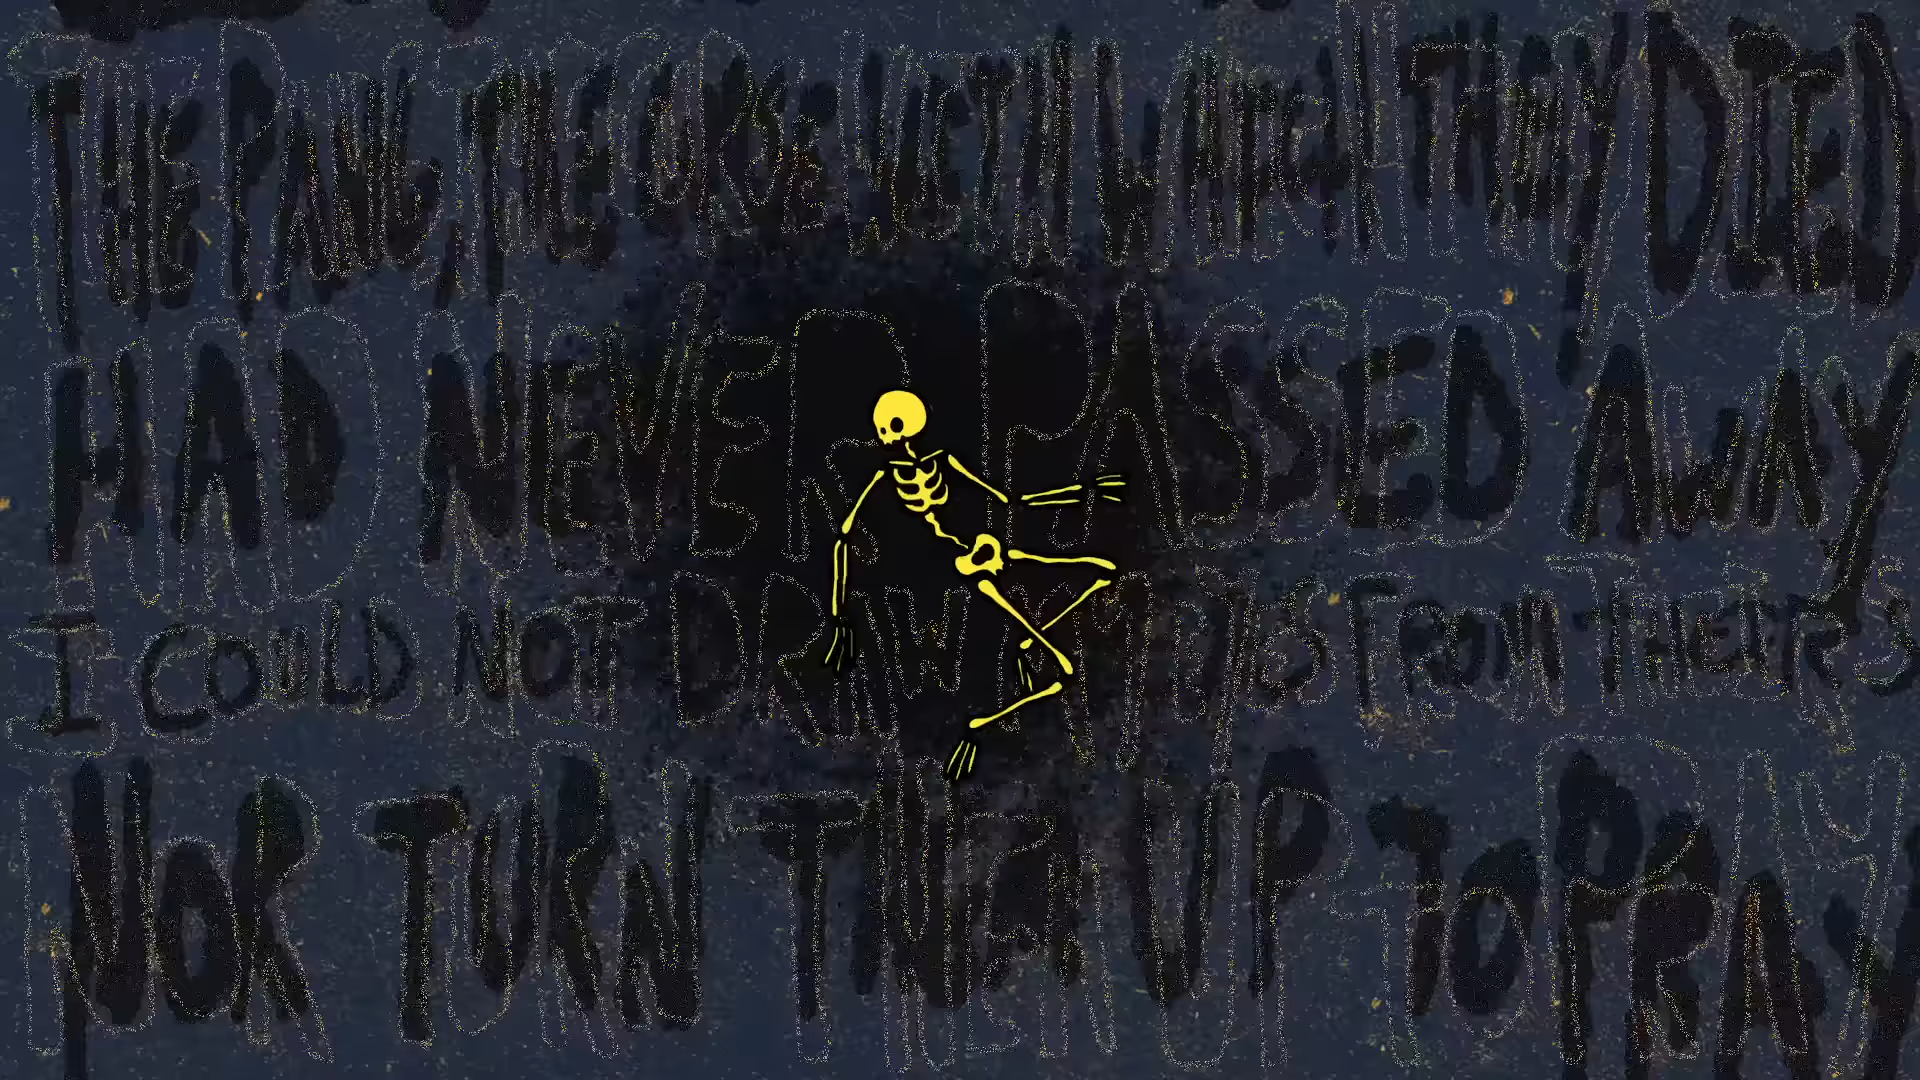 THE PANG, THE CURSE WITH WHICH THEY DIED
HAD NEVER PASSED AWAY
I COULD NOT DRAW MY EYES FROM THEIRS
NOR TURN THEM UP TO PRAY